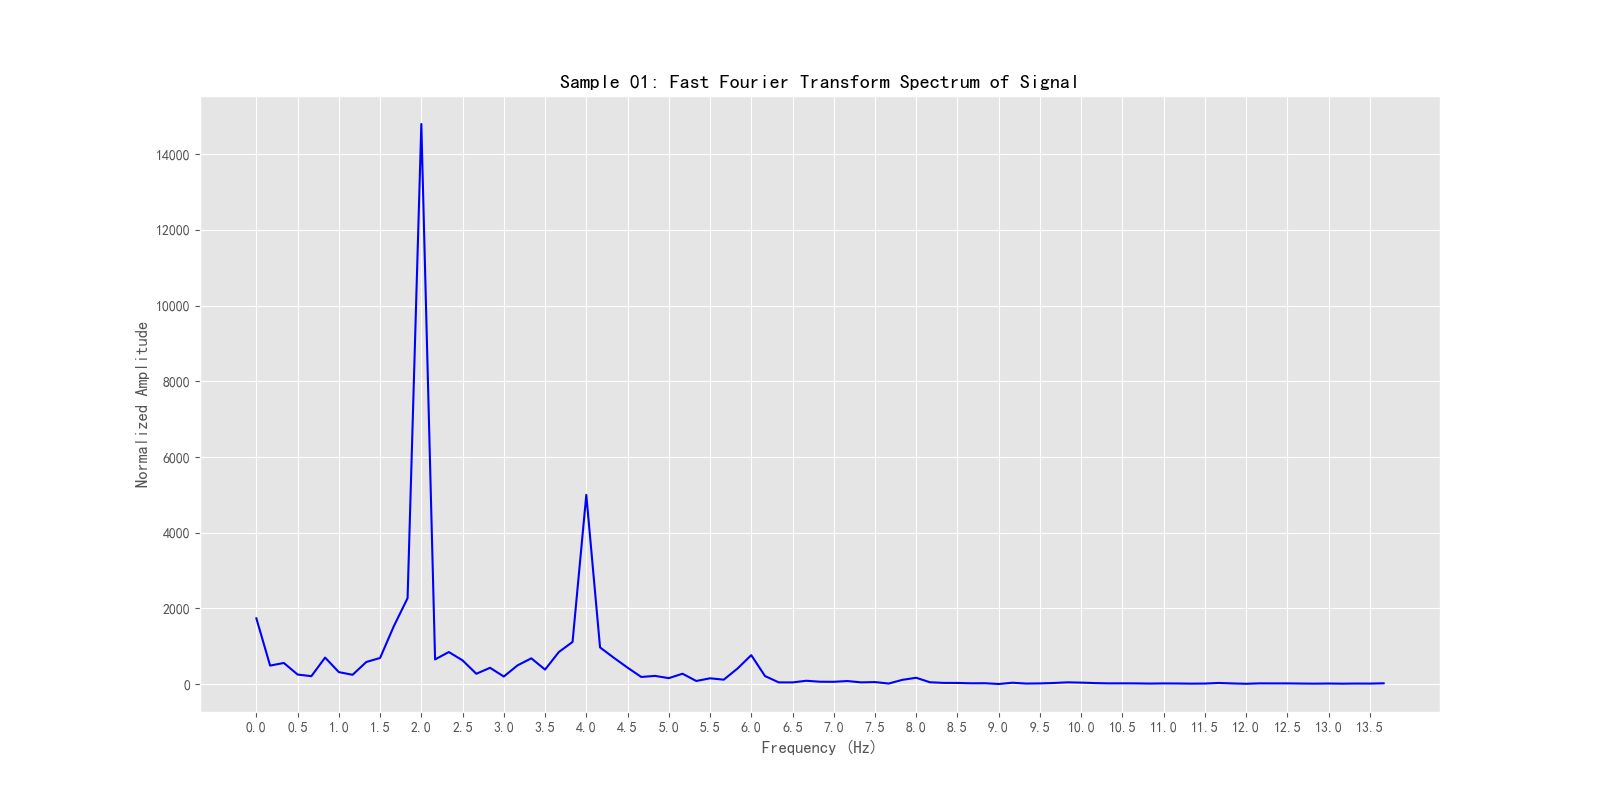 Sample 01: Fast Fourier Transform Spectrum of Signal
Normalized Amplitude
14000
12000
10000
8000
6000
4000
2000
0
0.0 0.5 1.0 1.5 2.0 2.5 3.0 3.5 4.0 4.5 5.0 5.5 6.0 6.5 7.0 7.5 8.0 8.5 9.0 9.5 10.0 10.5 11.0 11.5 12.0 12.5 13.0 13.5
Frequency (Hz)